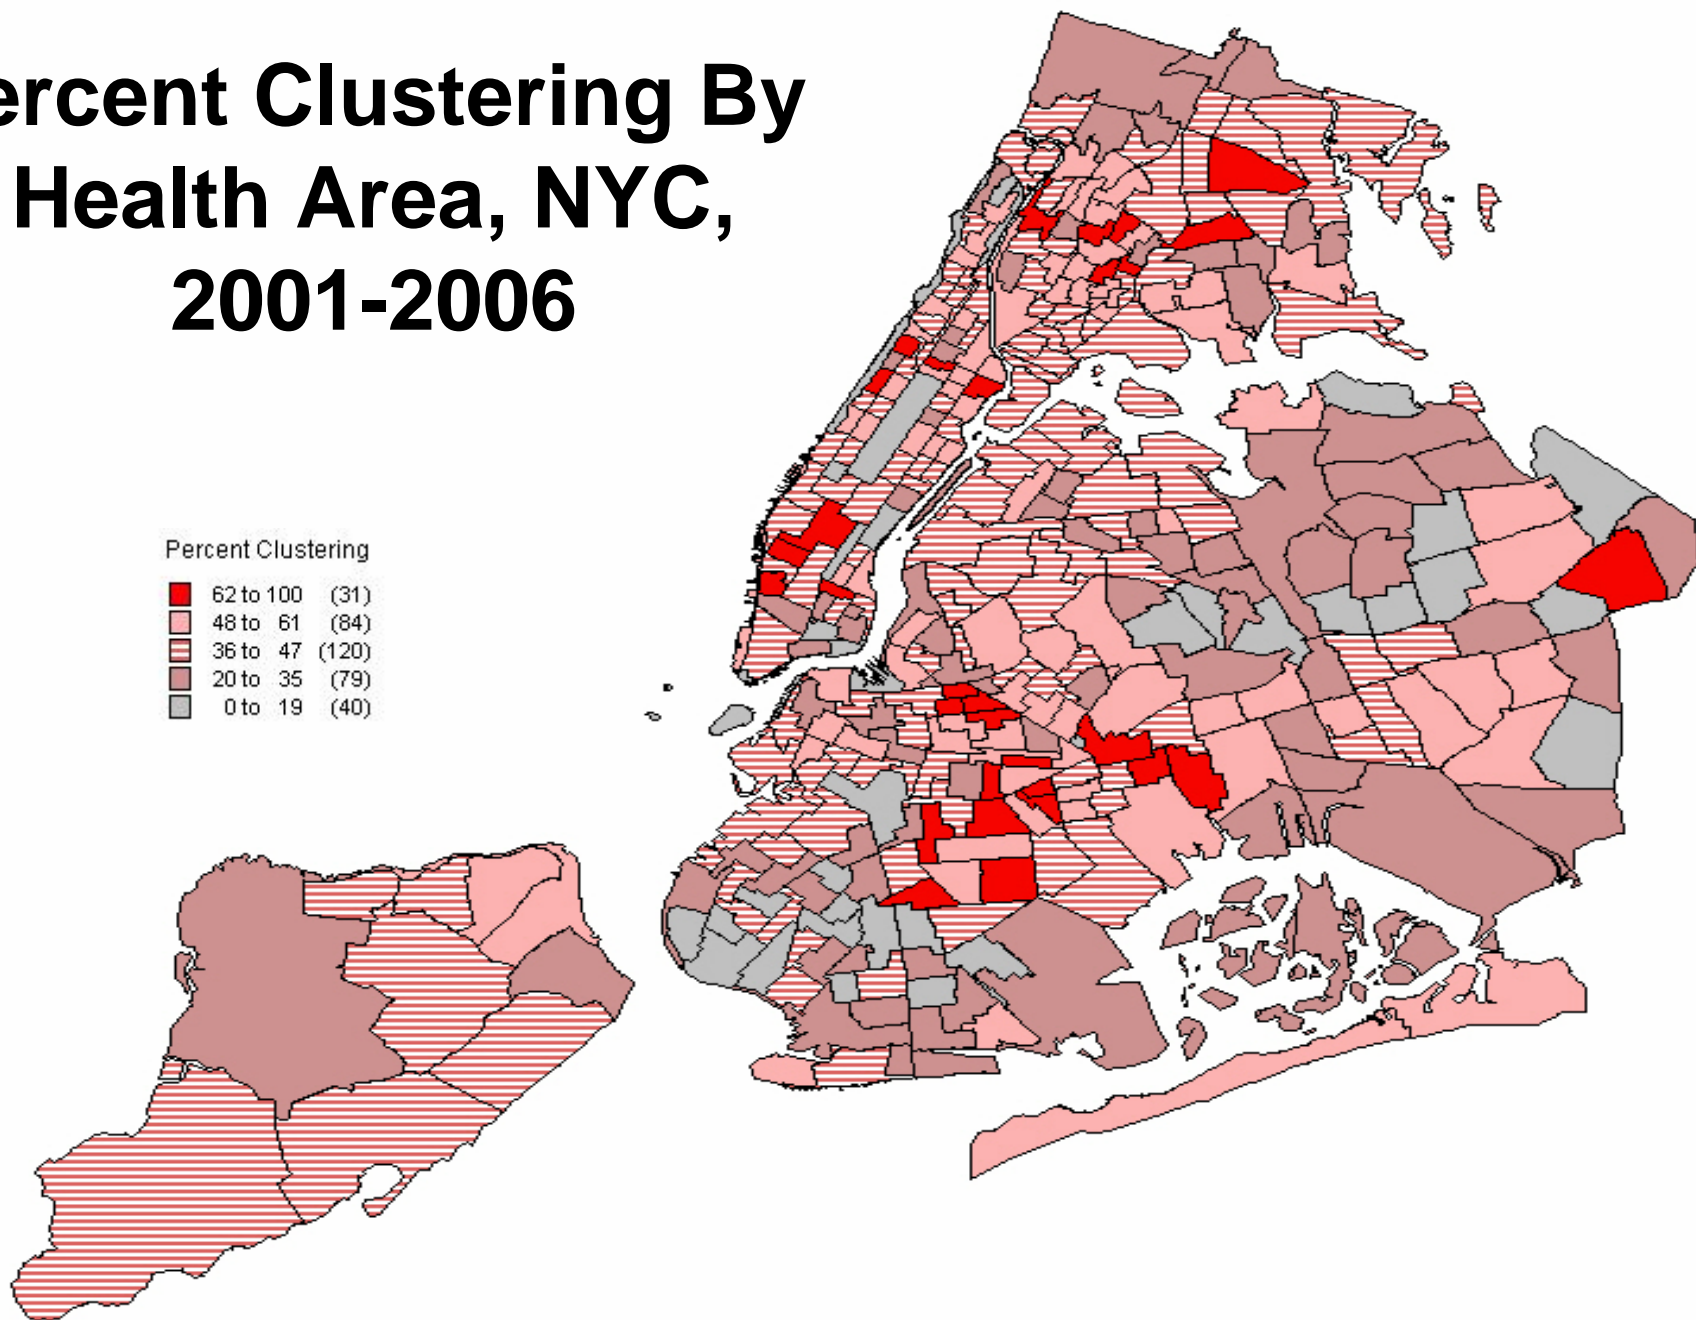 ercent Clustering By
Health Area, NYC,
2001-2006
Percent Clustering
62 to 100 (31)
48 to 61 (84)
36 to 47 (120)
20 to 35 (79)
0 to 19 (40)